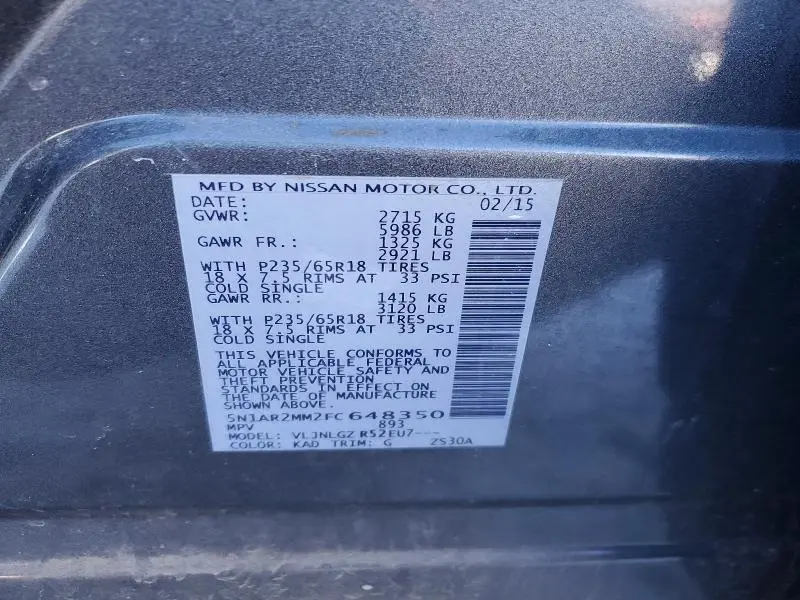 MFD BY NISSAN MOTOR CO., LTD.
DATE: 02/15
GVWR: 2715 KG
5986 LB
GAWR FR.: 1325 KG
2921 LB
WITH P235/65R18 TIRES
18 X 7.5 RIMS AT 33 PSI
COLD SINGLE
GAWR RR.: 1415 KG
3120 LB
WITH P235/65R18 TIRES
18 X 7.5 RIMS AT 33 PSI
COLD SINGLE
THIS VEHICLE CONFORMS TO
ALL APPLICABLE FEDERAL
MOTOR VEHICLE SAFETY AND
THEFT PREVENTION
STANDARDS IN EFFECT ON
THE DATE OF MANUFACTURE
SHOWN ABOVE.
5N1AR2MM2FC648350
MPV 893
MODEL: VLJNLGZ R52EU7---
COLOR: KAD TRIM: G ZS30A